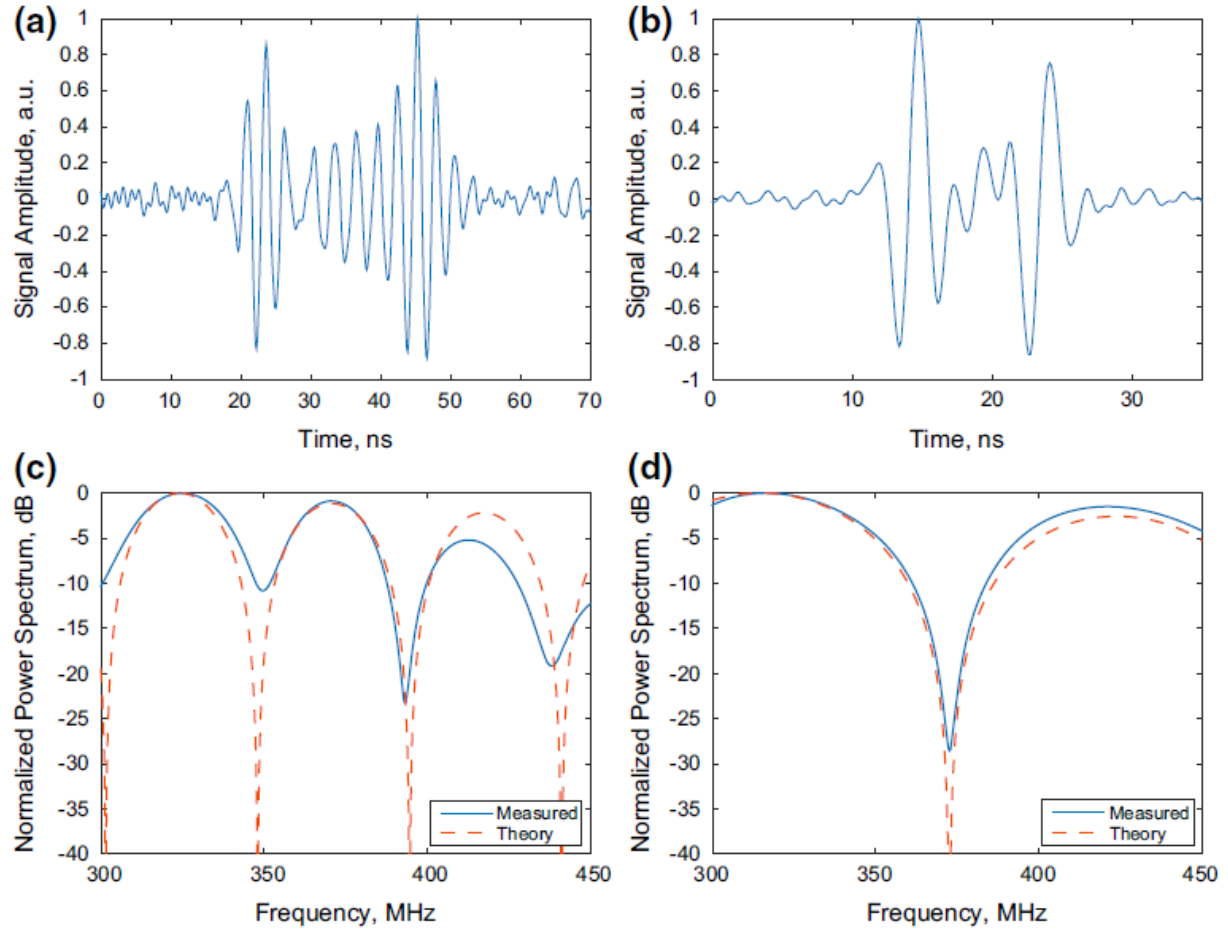 (a)
Signal Amplitude, a.u.
1
0.8
0.6
0.4
0.2
0
-0.2
-0.4
-0.6
-0.8
-1
0 10 20 30 40 50 60 70
Time, ns
(b)
Signal Amplitude, a.u.
1
0.8
0.6
0.4
0.2
0
-0.2
-0.4
-0.6
-0.8
-1
0 10 20 30
Time, ns
(c)
Normalized Power Spectrum, dB
0
-5
-10
-15
-20
-25
-30
-35
-40
Measured
Theory
300 350 400 450
Frequency, MHz
(d)
Normalized Power Spectrum, dB
0
-5
-10
-15
-20
-25
-30
-35
-40
Measured
Theory
300 350 400 450
Frequency, MHz